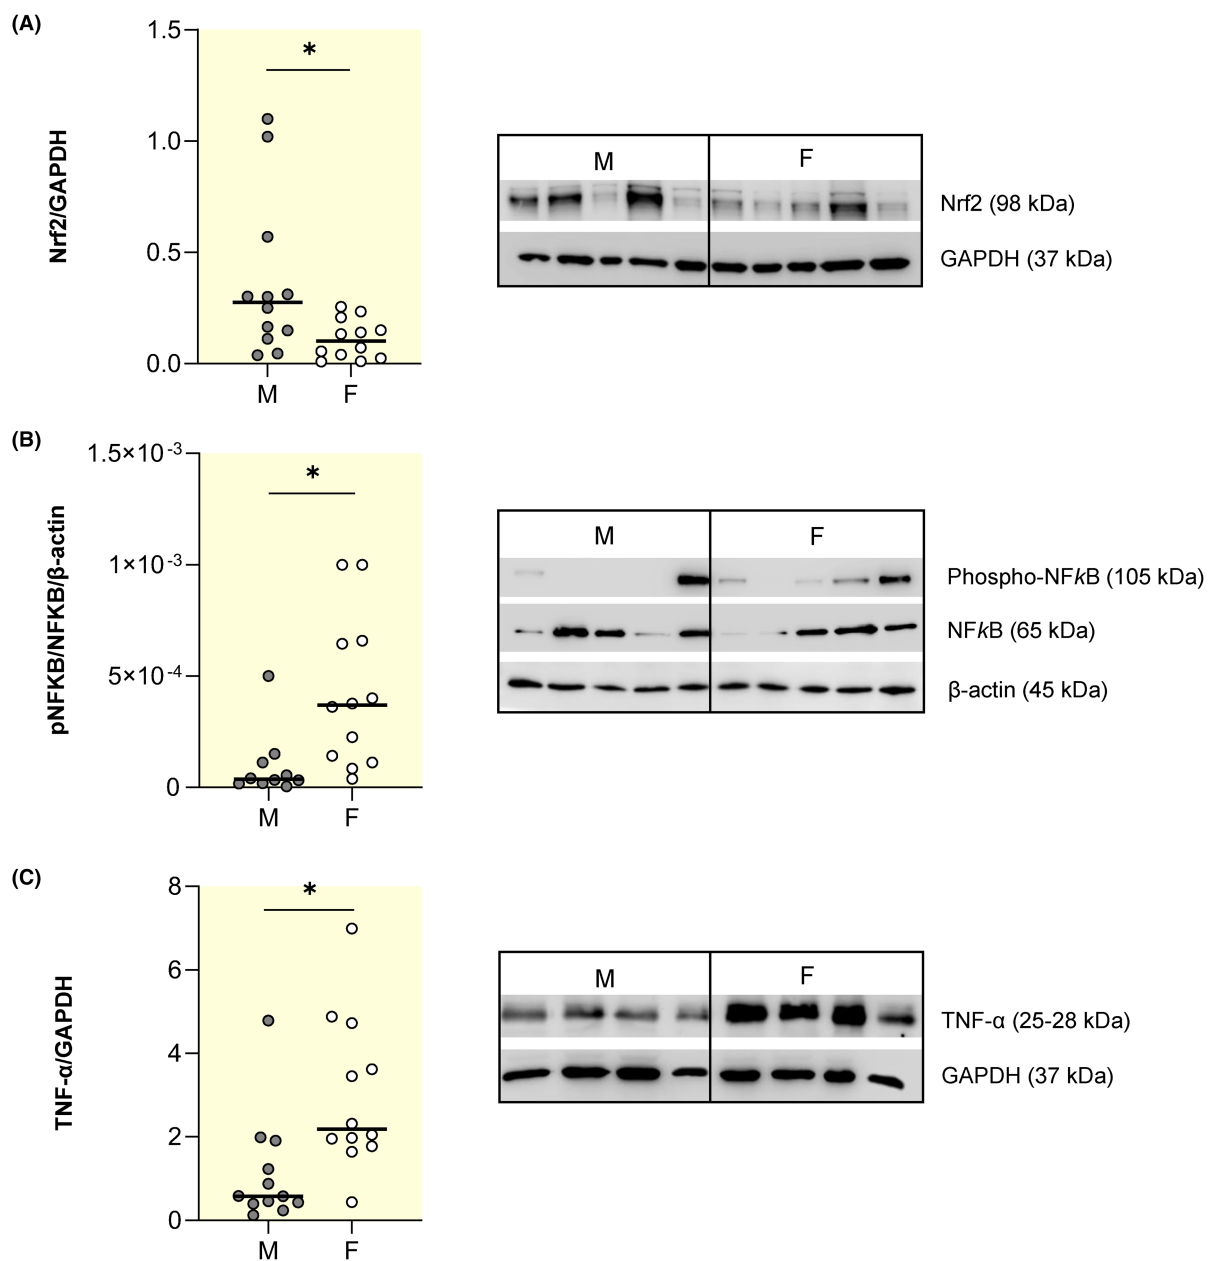 (A)
1.5
1.0
0.5
0.0
Nrf2/GAPDH
*
M
F
M
F
Nrf2 (98 kDa)
GAPDH (37 kDa)
(B)
1.5×10-3
1×10-3
5×10-4
0
pNFKB/NFKB/β-actin
*
M
F
M
F
Phospho-NFkB (105 kDa)
NFkB (65 kDa)
β-actin (45 kDa)
(C)
8
6
4
2
0
TNF-α/GAPDH
*
M
F
M
F
TNF-α (25-28 kDa)
GAPDH (37 kDa)